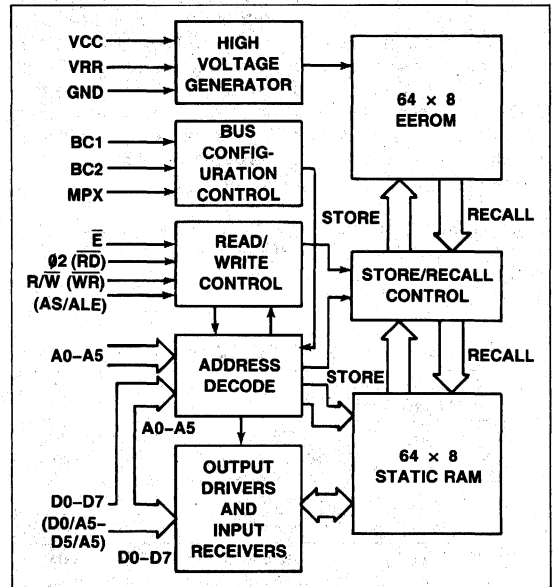 VCC
VRR
GND
HIGH
VOLTAGE
GENERATOR
64 × 8
EEROM
BC1
BC2
MPX
BUS
CONFIG-
URATION
CONTROL
STORE
RECALL
E̅
ø2 (R̅D̅)
R/W̅ (W̅R̅)
(AS/ALE)
READ/
WRITE
CONTROL
STORE/RECALL
CONTROL
A0–A5
ADDRESS
DECODE
STORE
RECALL
A0–A5
64 × 8
STATIC RAM
OUTPUT
DRIVERS
AND
INPUT
RECEIVERS
D0–D7
(D0/A5–
D5/A5)
D0–D7